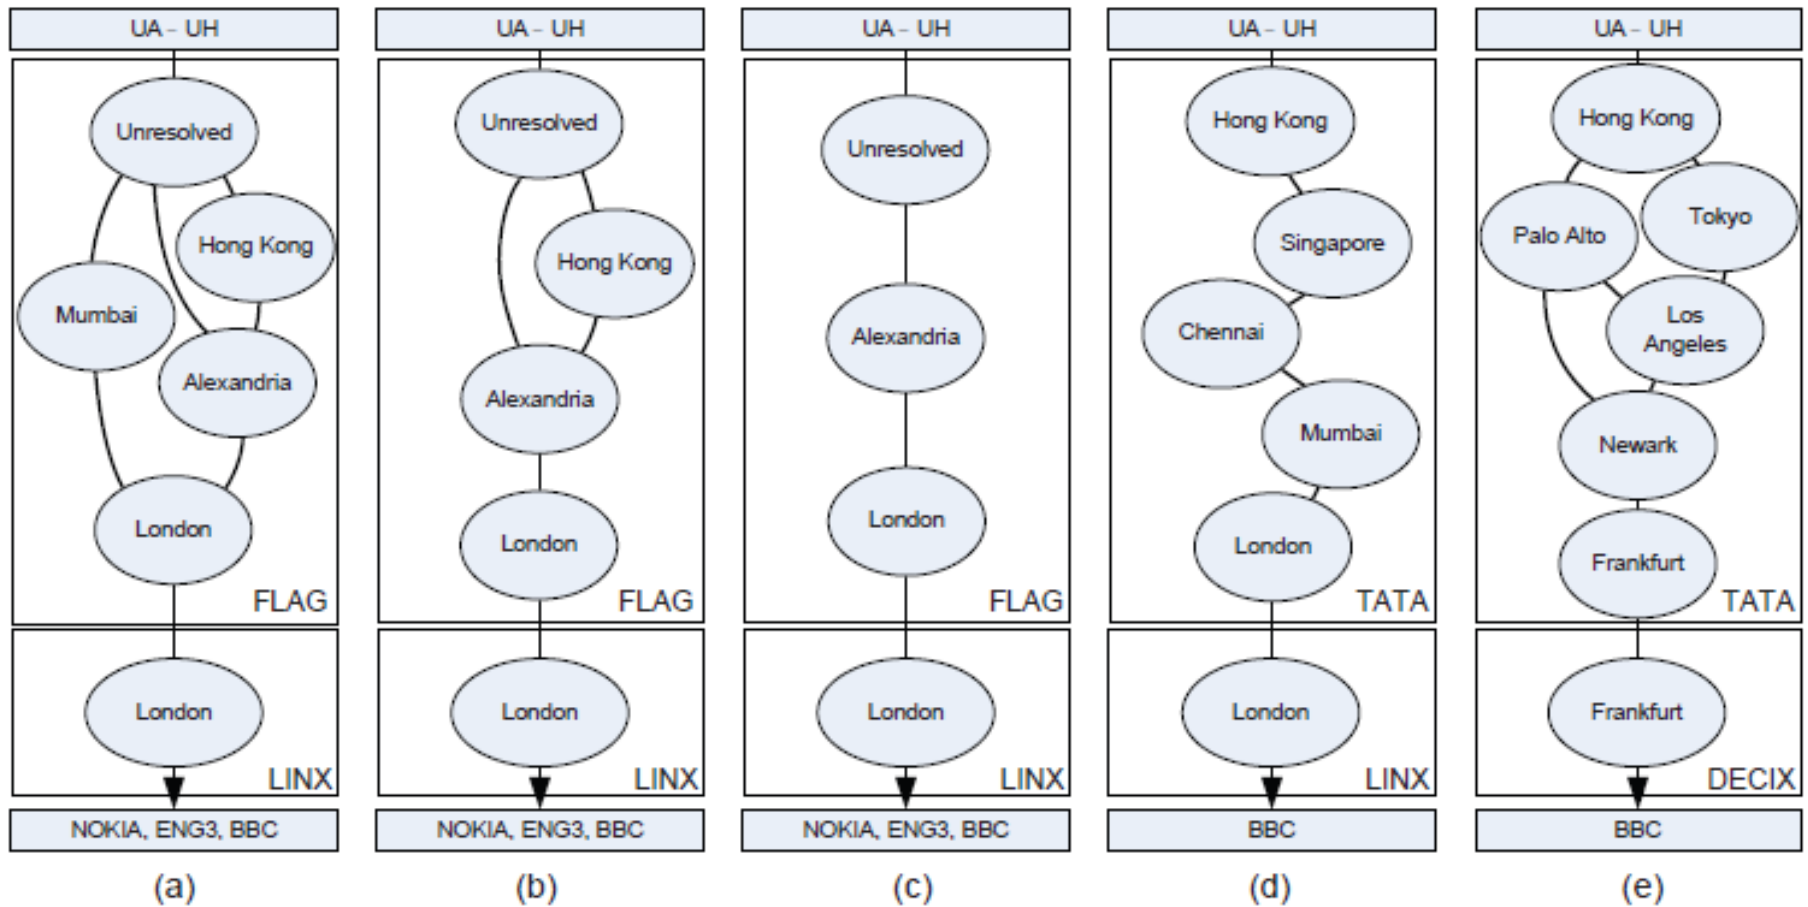 UA - UH
Unresolved
Hong Kong
Mumbai
Alexandria
London
FLAG
London
LINX
NOKIA, ENG3, BBC
(a)
UA - UH
Unresolved
Hong Kong
Alexandria
London
FLAG
London
LINX
NOKIA, ENG3, BBC
(b)
UA - UH
Unresolved
Alexandria
London
FLAG
London
LINX
NOKIA, ENG3, BBC
(c)
UA - UH
Hong Kong
Singapore
Chennai
Mumbai
London
TATA
London
LINX
BBC
(d)
UA - UH
Hong Kong
Tokyo
Palo Alto
Los
Angeles
Newark
Frankfurt
TATA
Frankfurt
DECIX
BBC
(e)